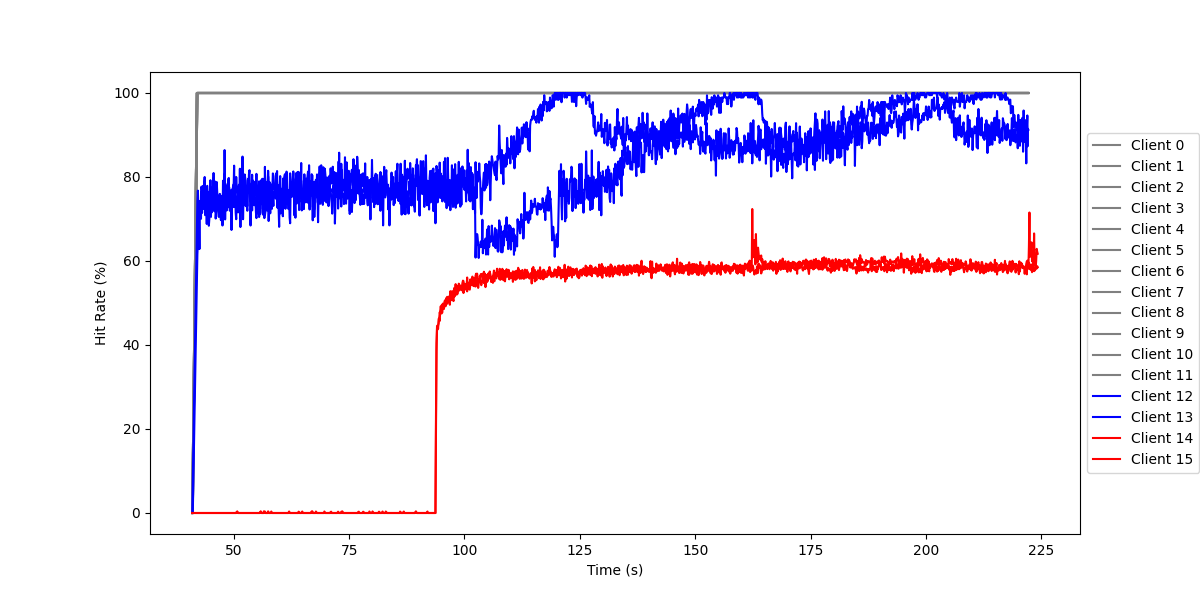 100
80
60
40
20
0
Hit Rate (%)
50
75
100
125
150
175
200
225
Time (s)
Client 0
Client 1
Client 2
Client 3
Client 4
Client 5
Client 6
Client 7
Client 8
Client 9
Client 10
Client 11
Client 12
Client 13
Client 14
Client 15